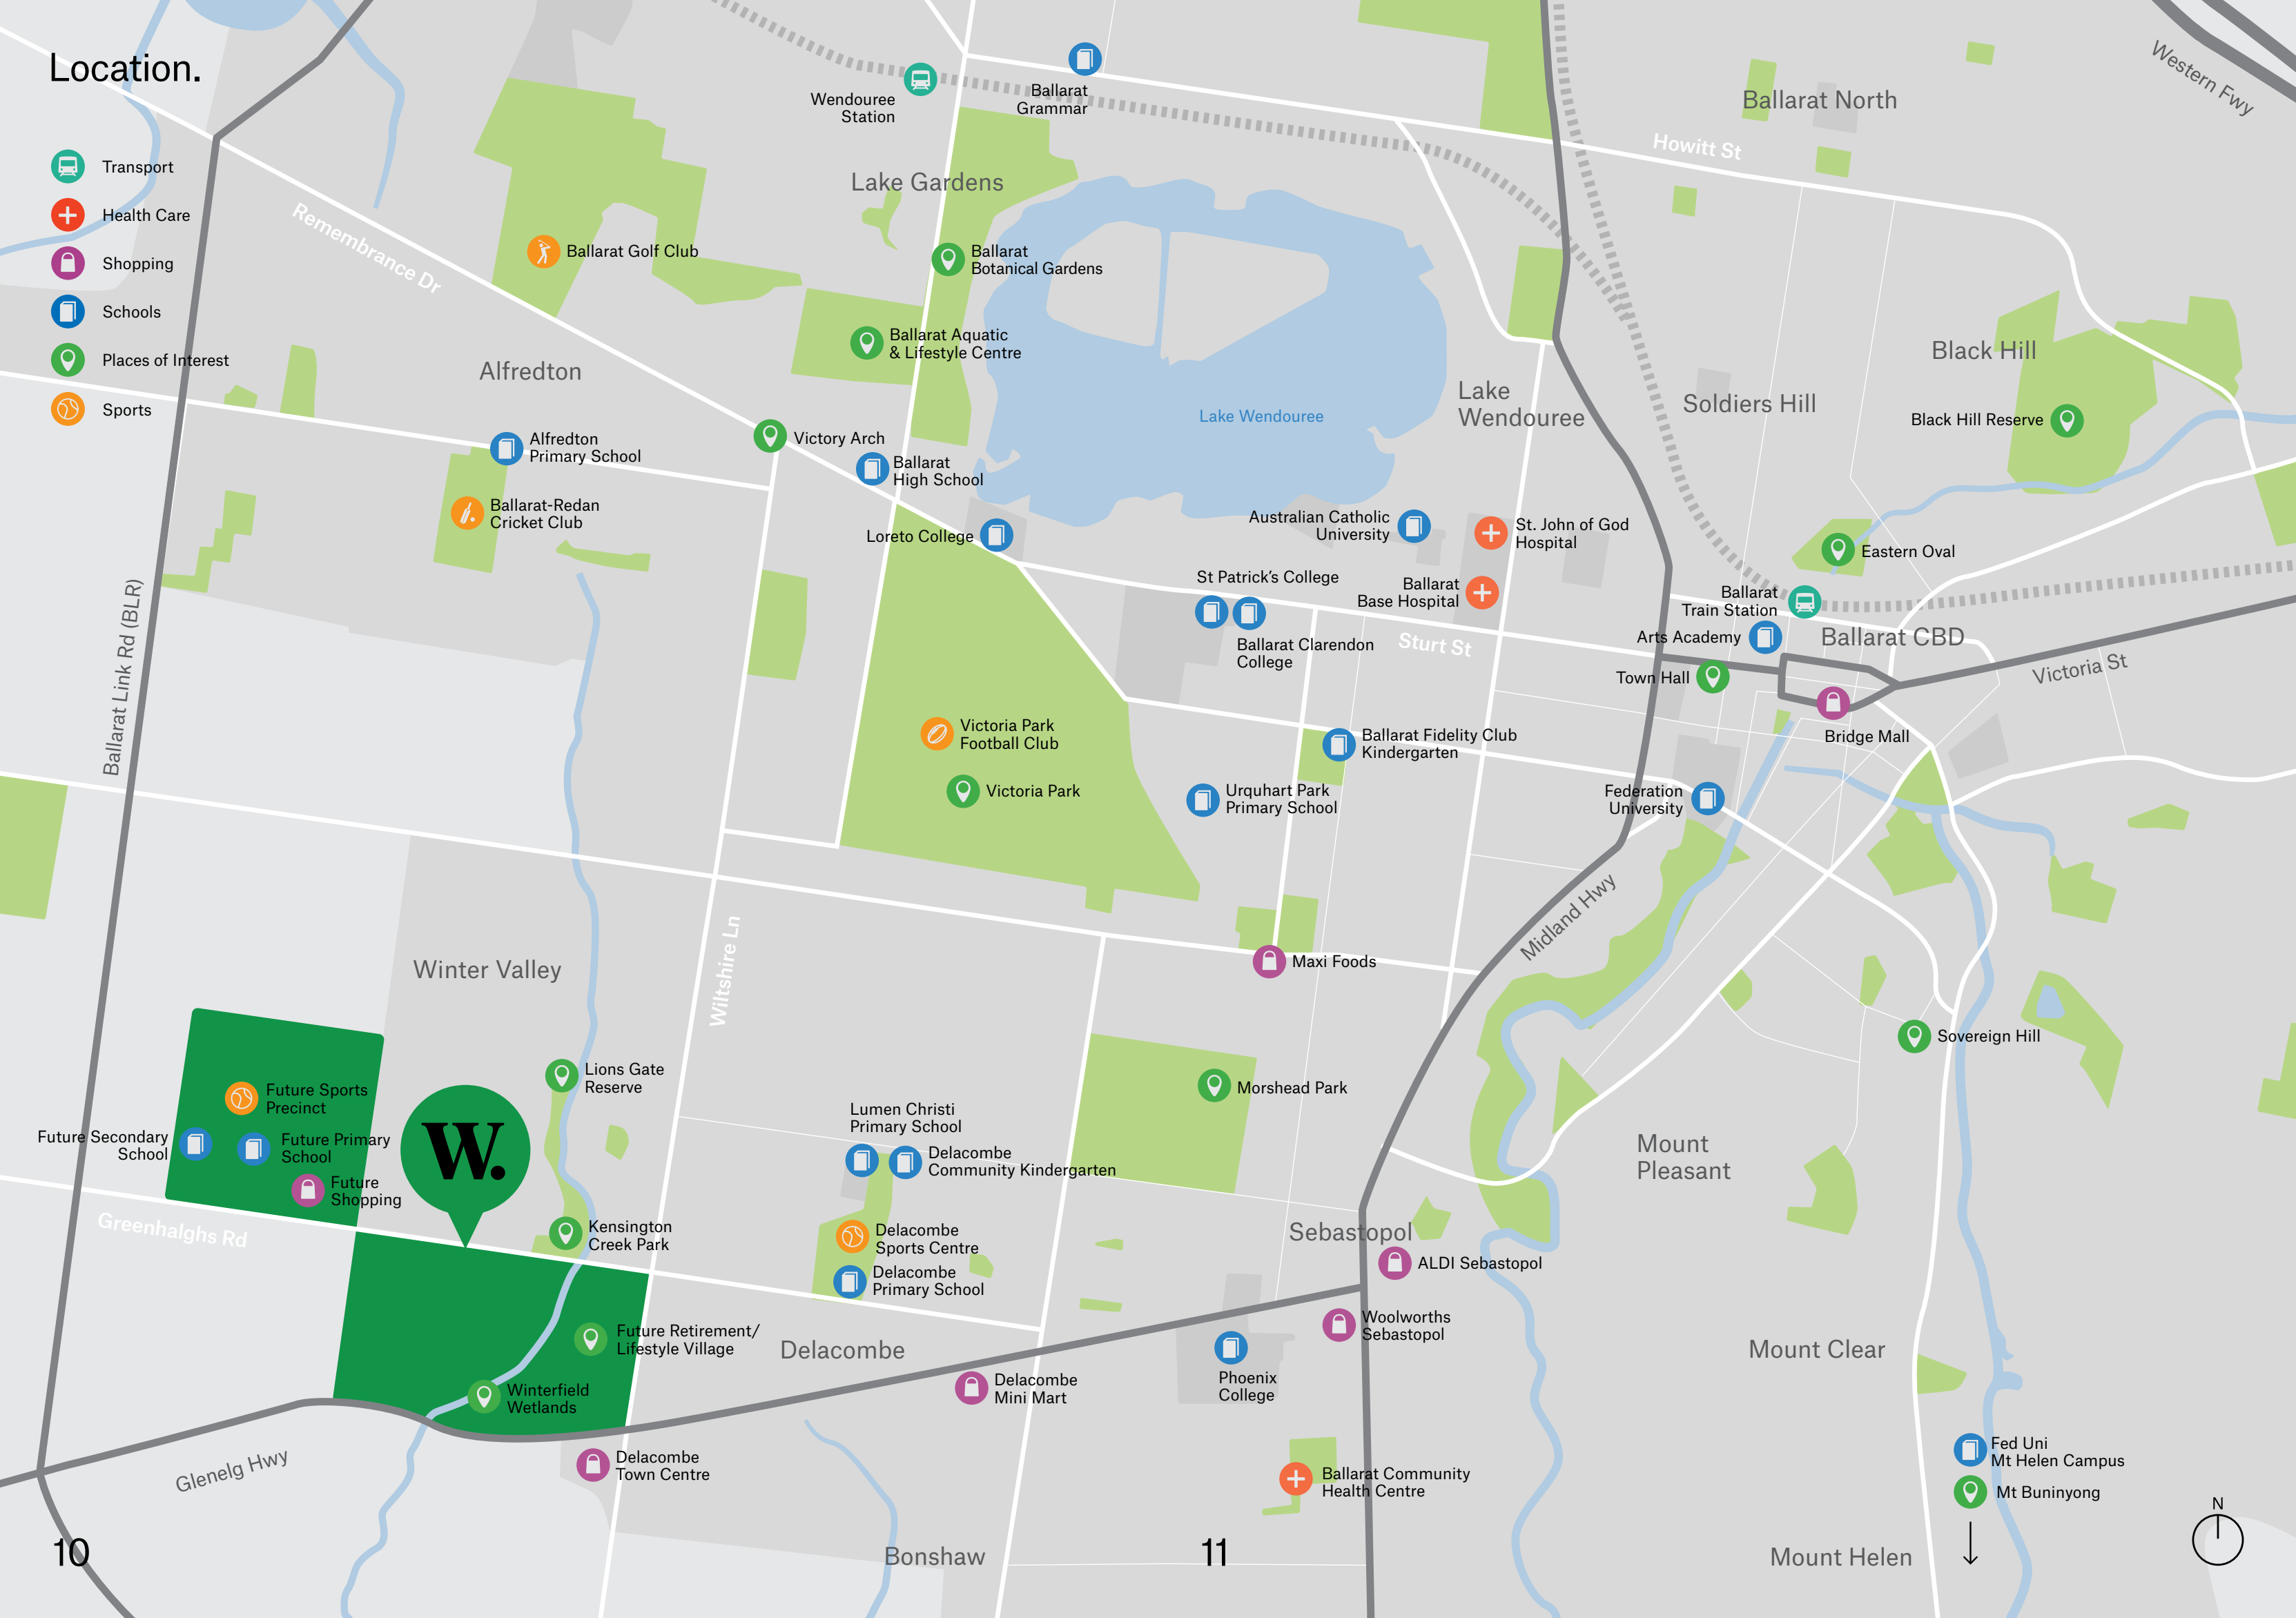 Location.
Transport
Health Care
Shopping
Schools
Places of Interest
Sports
Wendouree
Station
Ballarat
Grammar
Ballarat North
Western Fwy
Howitt St
Lake Gardens
Remembrance Dr
Ballarat Golf Club
Ballarat
Botanical Gardens
Ballarat Aquatic
& Lifestyle Centre
Alfredton
Lake Wendouree
Lake
Wendouree
Soldiers Hill
Black Hill
Black Hill Reserve
Alfredton
Primary School
Victory Arch
Ballarat
High School
Ballarat-Redan
Cricket Club
Loreto College
Australian Catholic
University
St. John of God
Hospital
Eastern Oval
St Patrick's College
Ballarat
Base Hospital
Ballarat
Train Station
Arts Academy
Ballarat CBD
Ballarat Clarendon
College
Sturt St
Town Hall
Victoria St
Ballarat Link Rd (BLR)
Victoria Park
Football Club
Ballarat Fidelity Club
Kindergarten
Bridge Mall
Victoria Park
Urquhart Park
Primary School
Federation
University
Midland Hwy
Winter Valley
Wiltshire Ln
Maxi Foods
Sovereign Hill
Lions Gate
Reserve
Future Sports
Precinct
Morshead Park
Lumen Christi
Primary School
Future Secondary
School
Future Primary
School
W.
Delacombe
Community Kindergarten
Mount
Pleasant
Future
Shopping
Greenhalghs Rd
Kensington
Creek Park
Delacombe
Sports Centre
Sebastopol
ALDI Sebastopol
Delacombe
Primary School
Future Retirement/
Lifestyle Village
Delacombe
Woolworths
Sebastopol
Mount Clear
Winterfield
Wetlands
Delacombe
Mini Mart
Phoenix
College
Glenelg Hwy
Delacombe
Town Centre
Ballarat Community
Health Centre
Fed Uni
Mt Helen Campus
Mt Buninyong
N
10
Bonshaw
11
Mount Helen